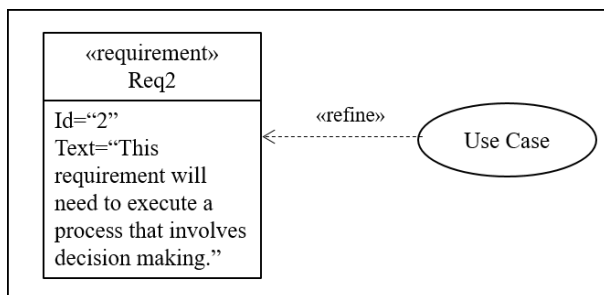 «requirement»
Req2
Id=“2”
Text=“This
requirement will
need to execute a
process that involves
decision making.”
«refine»
Use Case